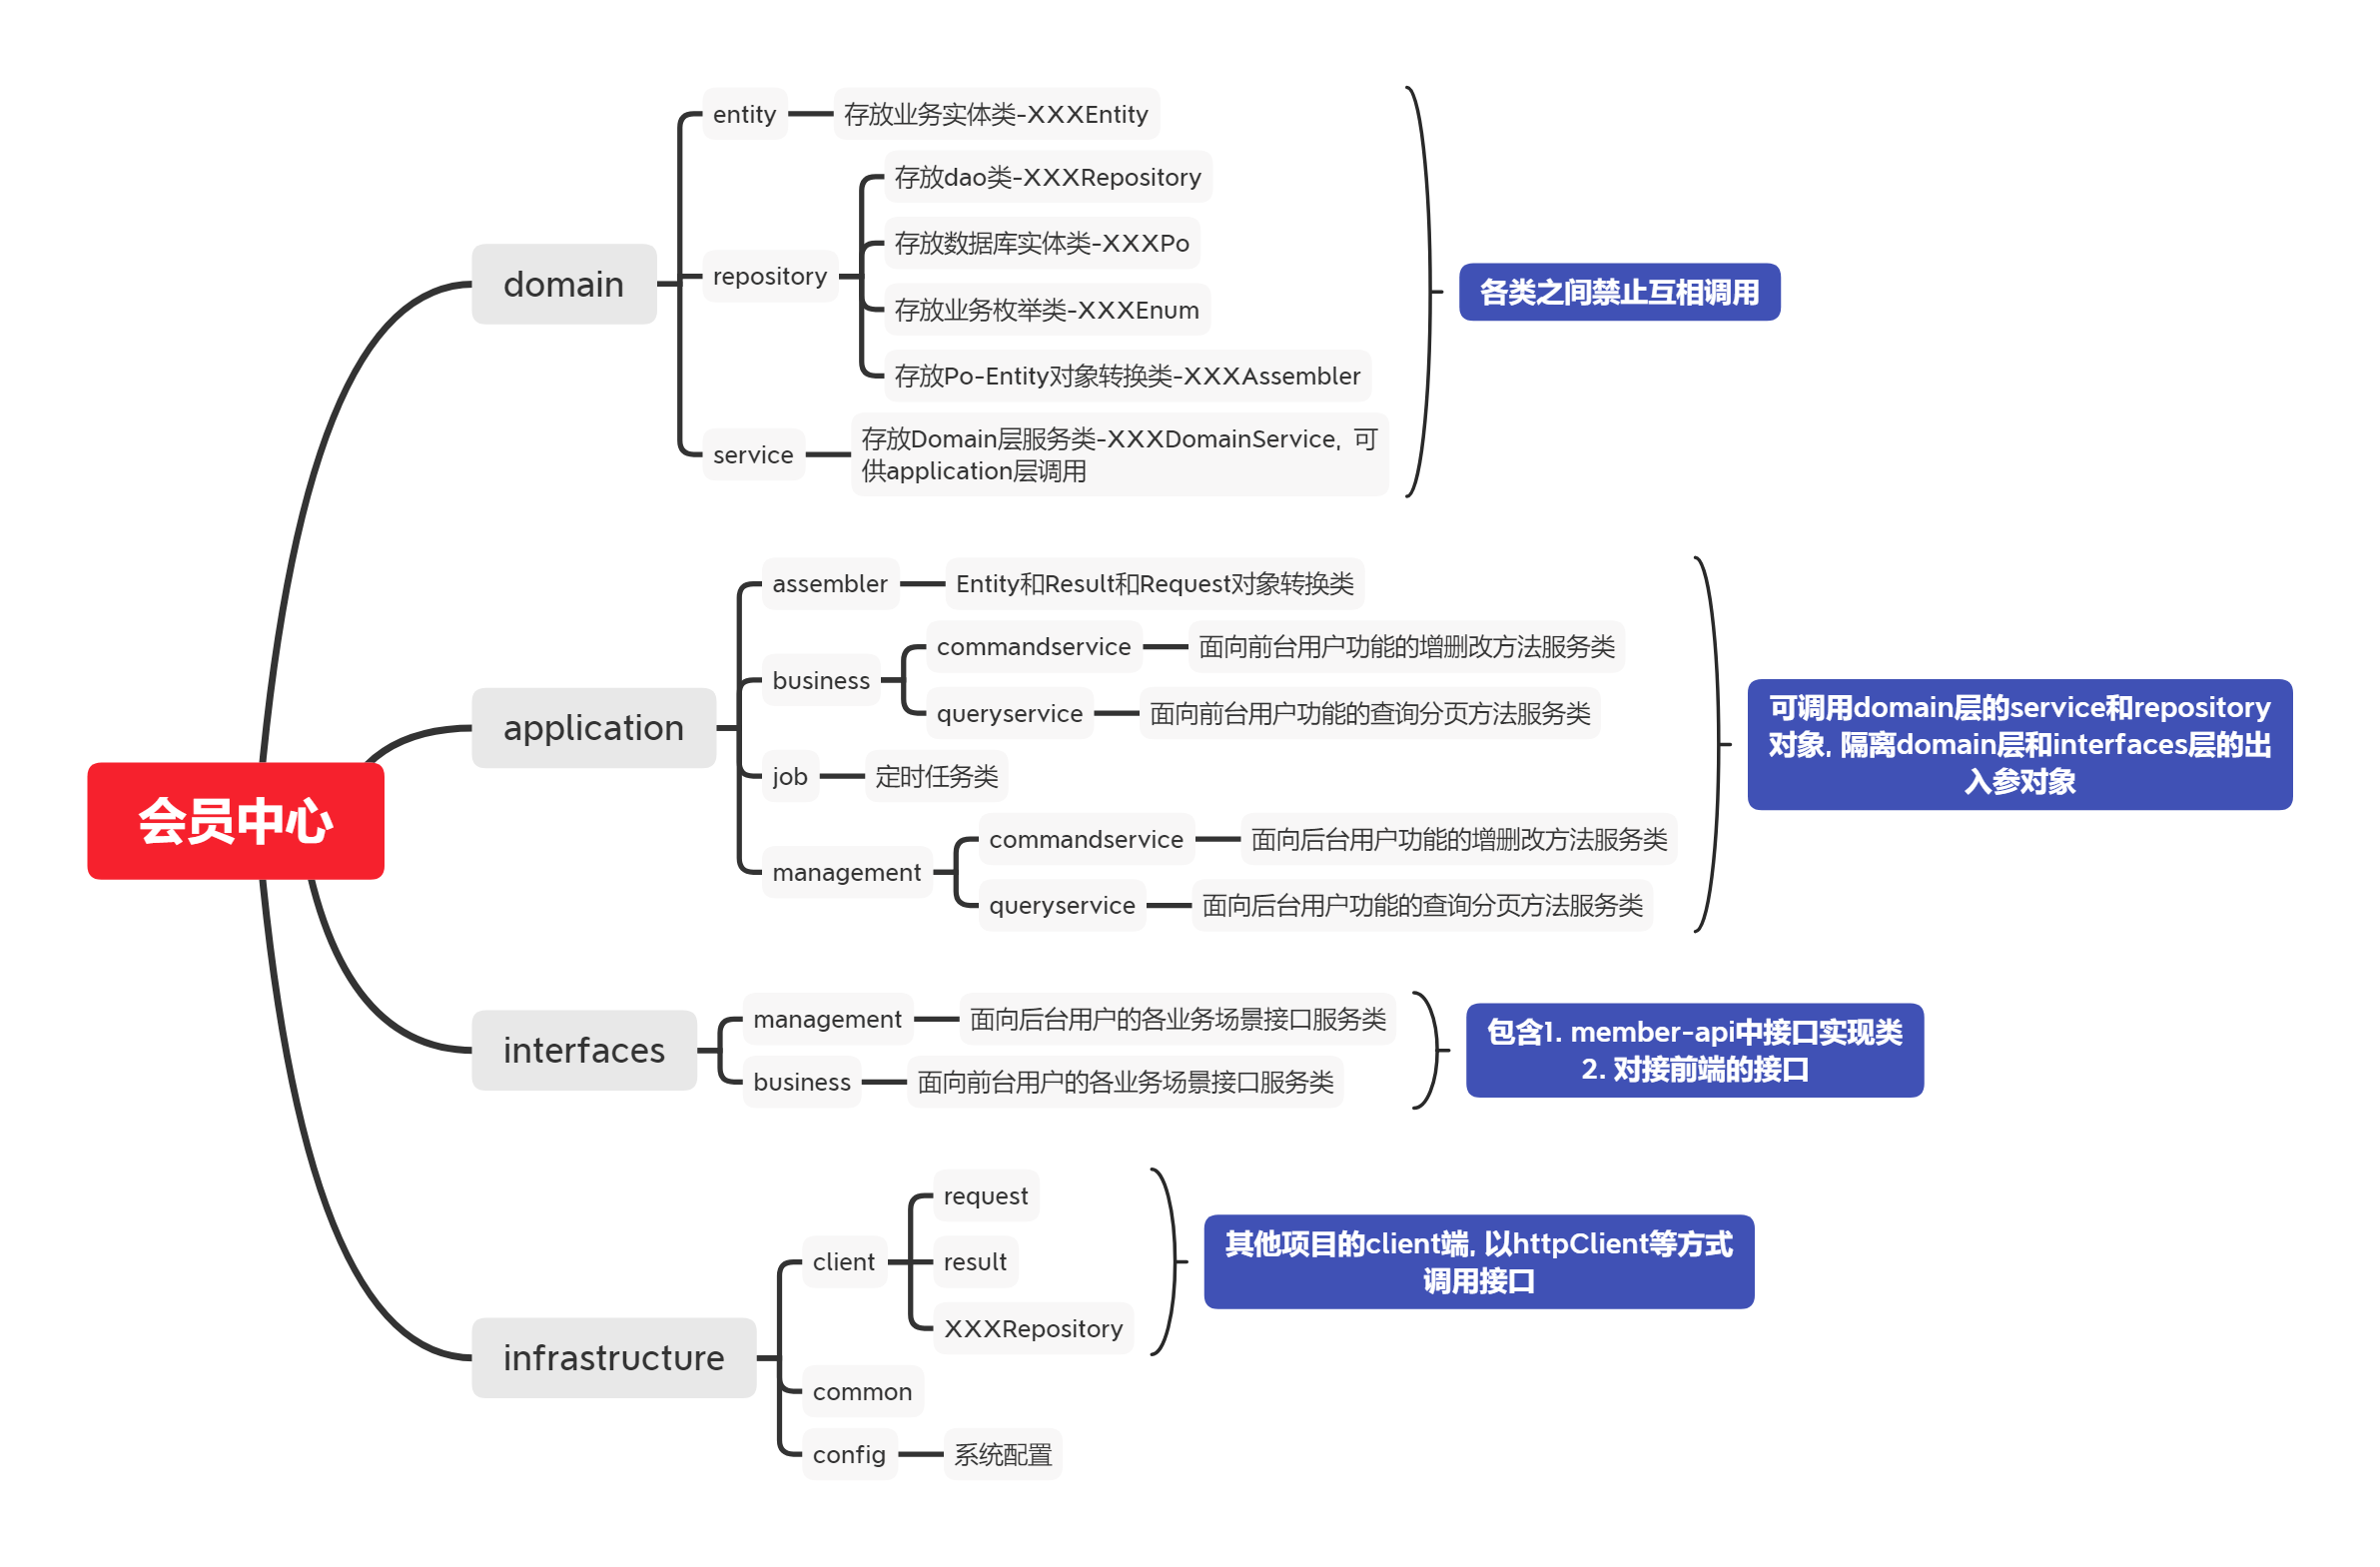 会员中心
domain
entity
存放业务实体类-XXXEntity
repository
存放dao类-XXXRepository
存放数据库实体类-XXXPo
存放业务枚举类-XXXEnum
存放Po-Entity对象转换类-XXXAssembler
service
存放Domain层服务类-XXXDomainService, 可
供application层调用
各类之间禁止互相调用
application
assembler
Entity和Result和Request对象转换类
business
commandservice
面向前台用户功能的增删改方法服务类
queryservice
面向前台用户功能的查询分页方法服务类
job
定时任务类
management
commandservice
面向后台用户功能的增删改方法服务类
queryservice
面向后台用户功能的查询分页方法服务类
可调用domain层的service和repository
对象, 隔离domain层和interfaces层的出
入参对象
interfaces
management
面向后台用户的各业务场景接口服务类
business
面向前台用户的各业务场景接口服务类
包含1. member-api中接口实现类
2. 对接前端的接口
infrastructure
client
request
result
XXXRepository
其他项目的client端, 以httpClient等方式
调用接口
common
config
系统配置